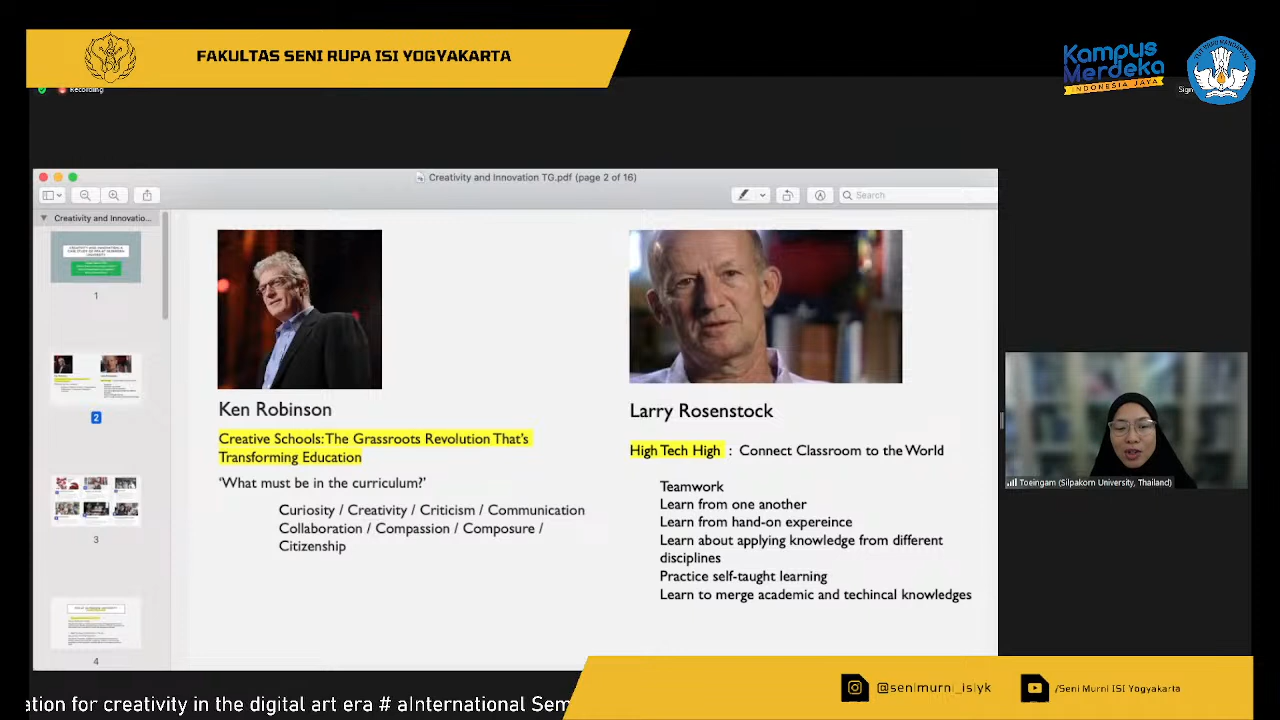 FAKULTAS SENI RUPA ISI YOGYAKARTA
Kampus
Merdeka
INDONESIA JAYA
Recording
Sign
Creativity and Innovation TG.pdf (page 2 of 16)
Search
Creativity and Innovatio...
1
2
3
4
Ken Robinson
Creative Schools: The Grassroots Revolution That's
Transforming Education
'What must be in the curriculum?'
Curiosity / Creativity / Criticism / Communication
Collaboration / Compassion / Composure /
Citizenship
Larry Rosenstock
High Tech High : Connect Classroom to the World
Teamwork
Learn from one another
Learn from hand-on expereince
Learn about applying knowledge from different
disciplines
Practice self-taught learning
Learn to merge academic and techincal knowledges
Toeingam (Silpakorn University, Thailand)
ation for creativity in the digital art era # aInternational Sem
@senimurni_isiyk
/Seni Murni ISI Yogyakarta